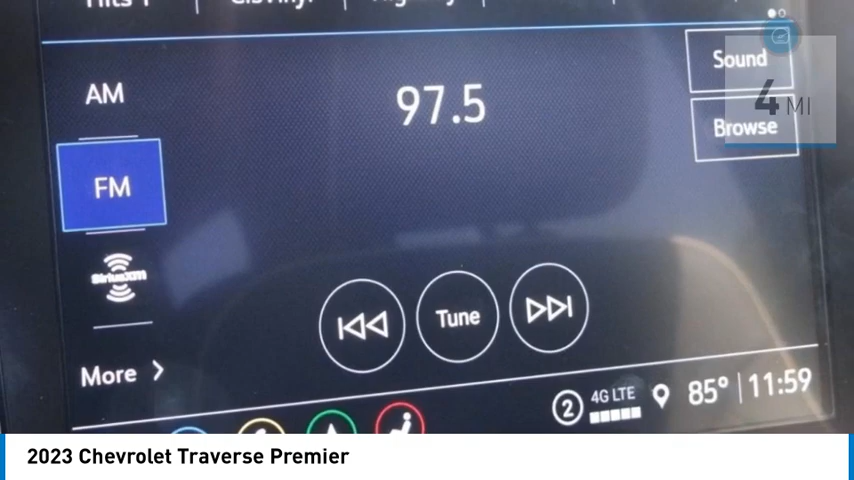 AM
97.5
Sound
4 MI
Browse
FM
SiriusXM
Tune
More
2 4G LTE 85° 11:59
2023 Chevrolet Traverse Premier